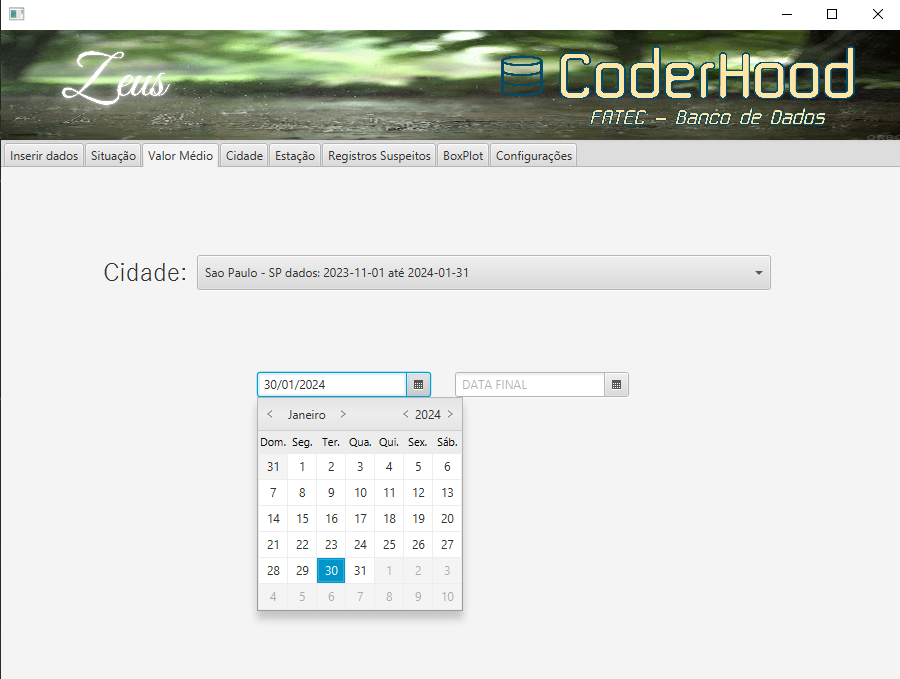 Zeus
CoderHood
FATEC - Banco de Dados
Inserir dados Situação Valor Médio Cidade Estação Registros Suspeitos BoxPlot Configurações
Cidade: Sao Paulo - SP dados: 2023-11-01 até 2024-01-31
30/01/2024 DATA FINAL
< Janeiro > < 2024 >
Dom. Seg. Ter. Qua. Qui. Sex. Sáb.
31 1 2 3 4 5 6
7 8 9 10 11 12 13
14 15 16 17 18 19 20
21 22 23 24 25 26 27
28 29 30 31 1 2 3
4 5 6 7 8 9 10